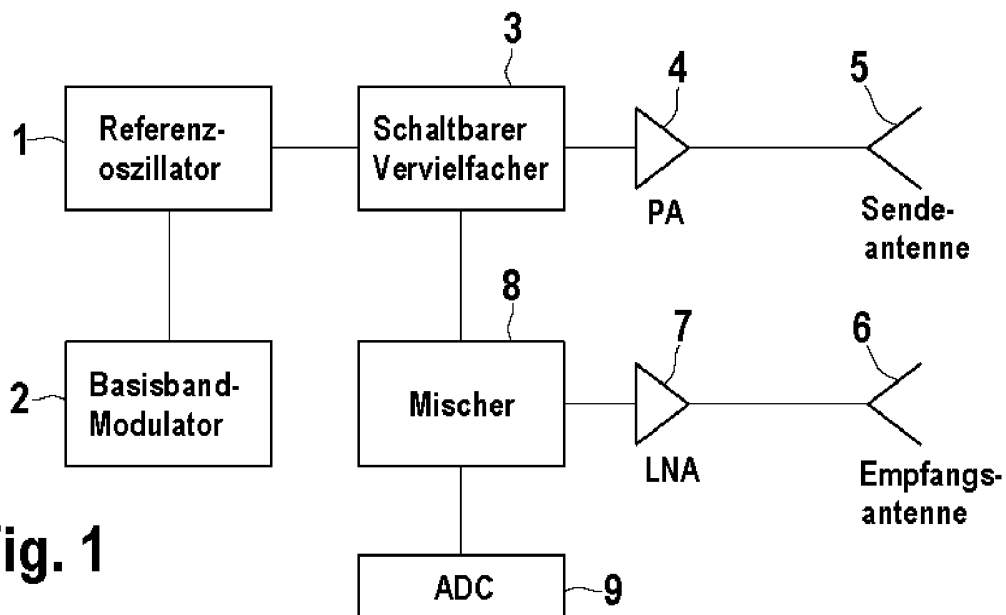 3
4
5
1
Referenz-
oszillator
Schaltbarer
Vervielfacher
PA
Sende-
antenne
8
7
6
2
Basisband-
Modulator
Mischer
LNA
Empfangs-
antenne
ig. 1
ADC
9